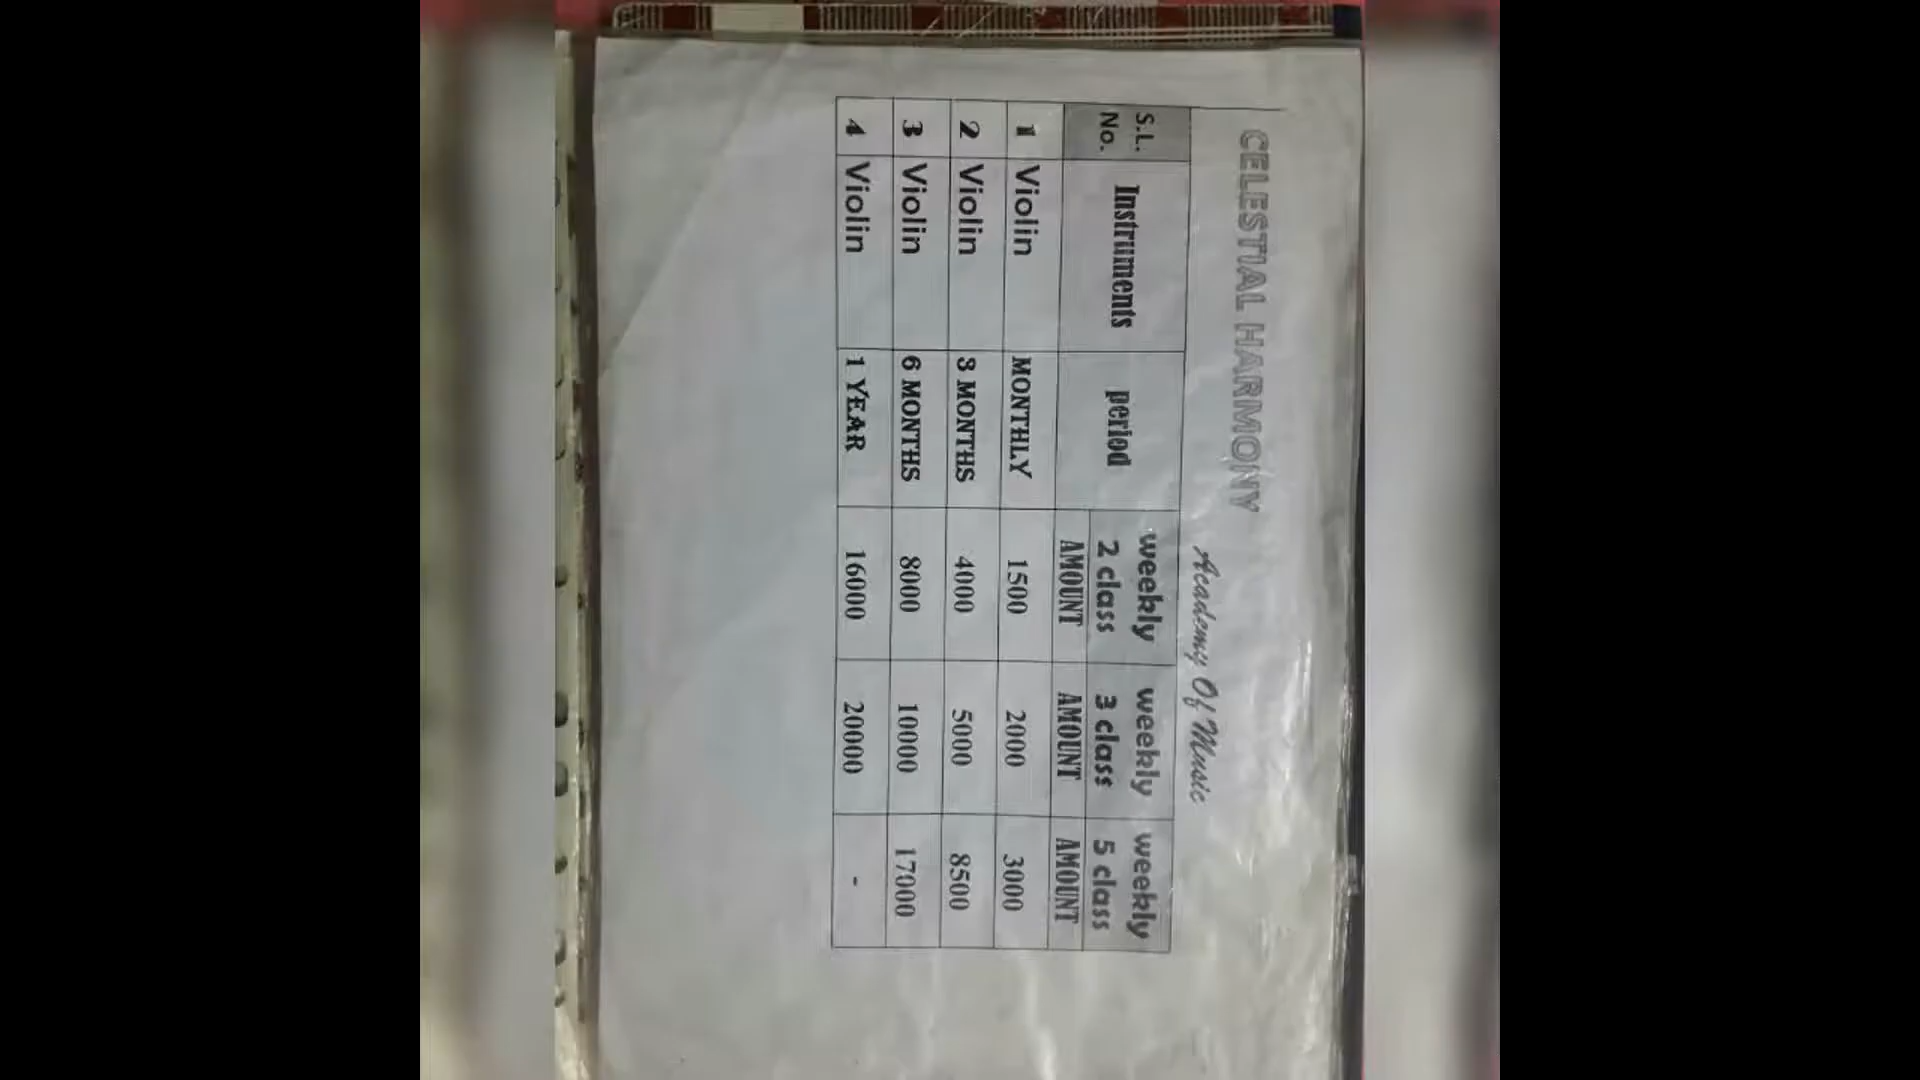 CELESTIAL HARMONY
Academy Of Music
S.L. No. Instruments period weekly 2 class weekly 3 class weekly 5 class
AMOUNT AMOUNT AMOUNT
1 Violin MONTHLY 1500 2000 3000
2 Violin 3 MONTHS 4000 5000 8500
3 Violin 6 MONTHS 8000 10000 17000
4 Violin 1 YEAR 16000 20000 -